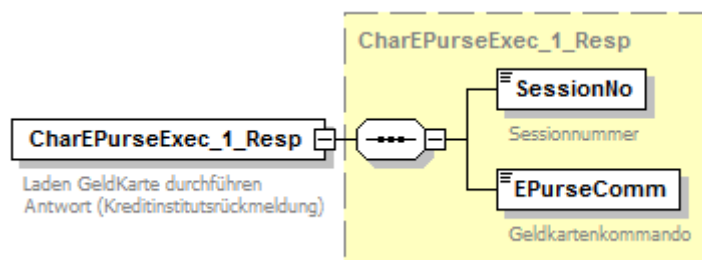 CharEPurseExec_1_Resp
SessionNo
Sessionnummer
CharEPurseExec_1_Resp
Laden GeldKarte durchführen
Antwort (Kreditinstitutsrückmeldung)
EPurseComm
Geldkartenkommando